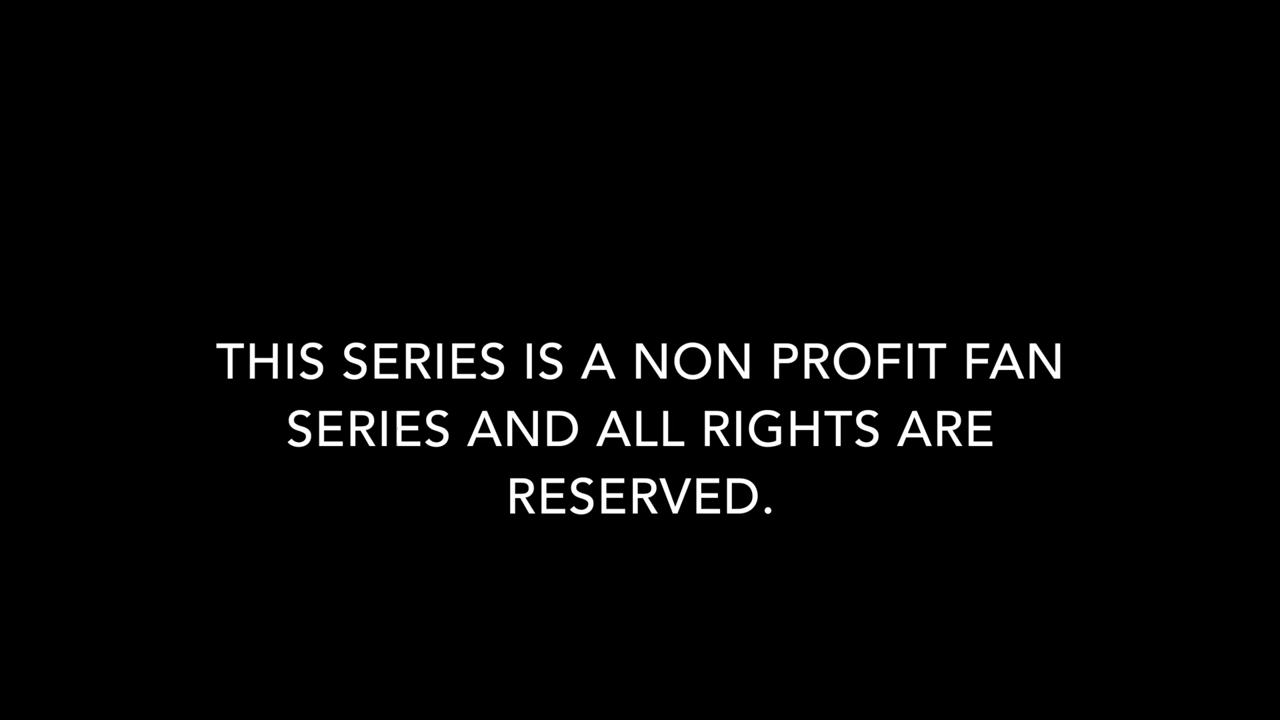 THIS SERIES IS A NON PROFIT FAN
SERIES AND ALL RIGHTS ARE
RESERVED.